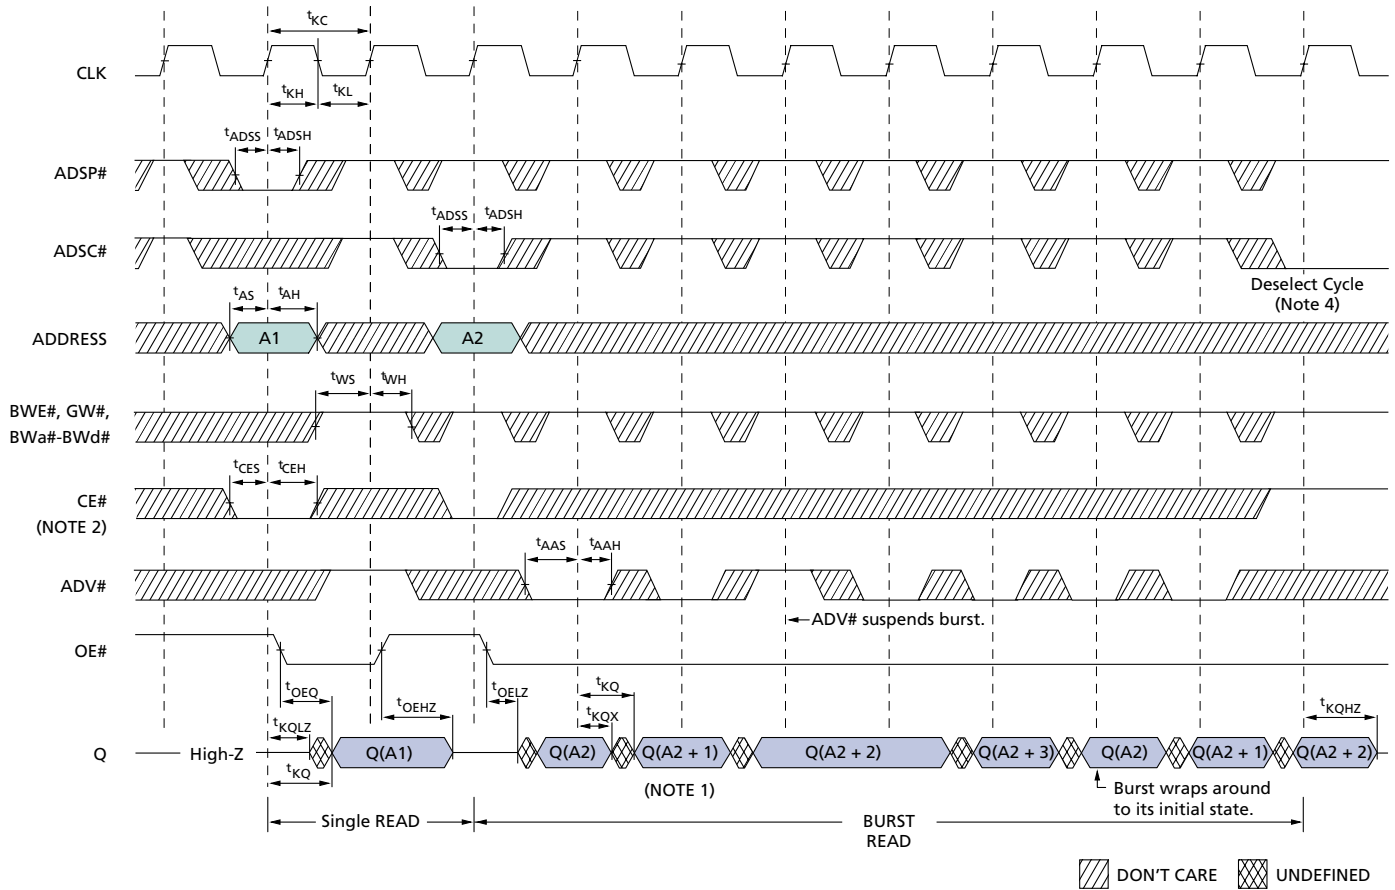 tKC
CLK
tKH
tKL
tADSS
tADSH
ADSP#
tADSS
tADSH
ADSC#
Deselect Cycle
(Note 4)
tAS
tAH
ADDRESS
A1
A2
tWS
tWH
BWE#, GW#,
BWa#-BWd#
tCES
tCEH
CE#
(NOTE 2)
tAAS
tAAH
ADV#
ADV# suspends burst.
OE#
tOEQ
tOEHZ
tOELZ
tKQ
tKQX
tKQHZ
tKQLZ
Q
High-Z
Q(A1)
Q(A2)
Q(A2 + 1)
Q(A2 + 2)
Q(A2 + 3)
Q(A2)
Q(A2 + 1)
Q(A2 + 2)
tKQ
(NOTE 1)
Burst wraps around
to its initial state.
Single READ
BURST
READ
DON'T CARE
UNDEFINED